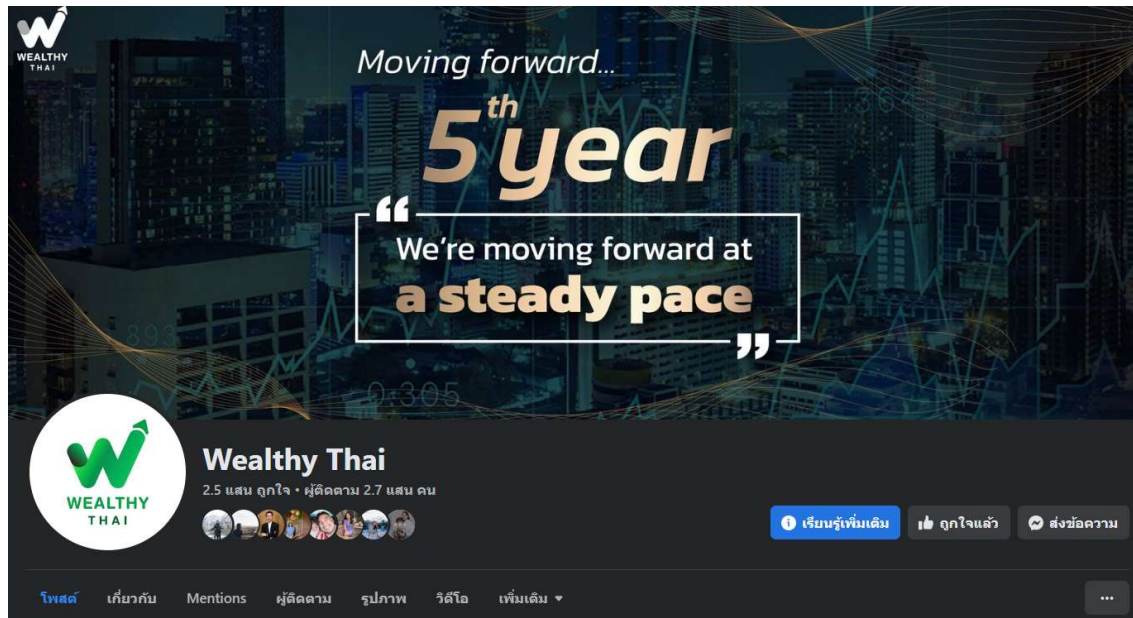 WEALTHY
THAI
Moving forward...
5th year
“
We're moving forward at
a steady pace
”
1.364
893
0.305
WEALTHY
THAI
Wealthy Thai
2.5 แสน ถูกใจ • ผู้ติดตาม 2.7 แสน คน
เรียนรู้เพิ่มเติม ถูกใจแล้ว ส่งข้อความ
โพสต์ เกี่ยวกับ Mentions ผู้ติดตาม รูปภาพ วิดีโอ เพิ่มเติม